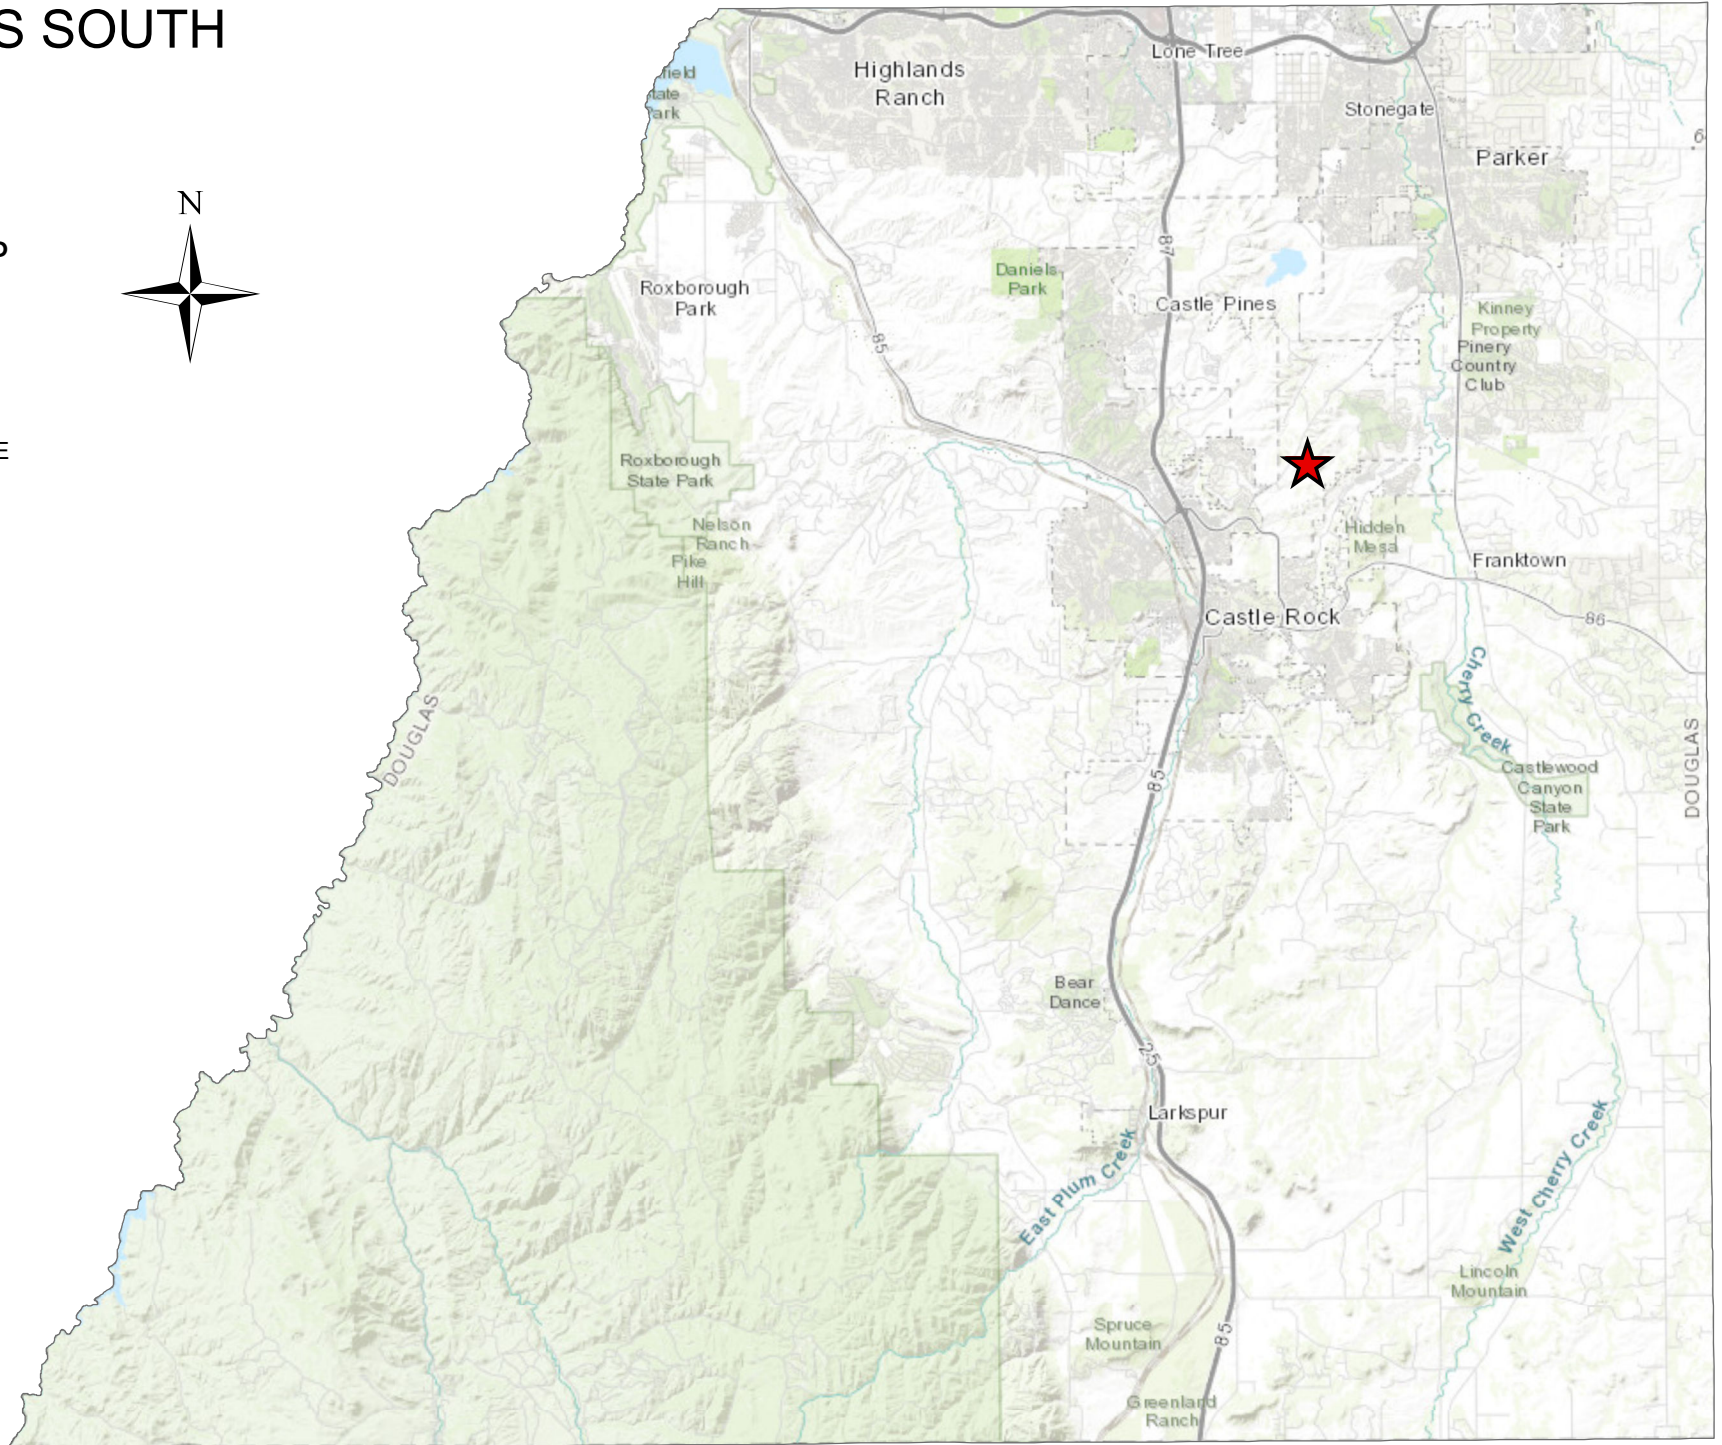 S SOUTH
Lone Tree
Highlands
Ranch
field
State
Park
Stonegate
Parker
N
P
87
Daniels
Park
Castle Pines
Roxborough
Park
Kinney
Property
85
Pinery
Country
Club
E
Roxborough
State Park
Nelson
Ranch
Pike
Hill
Hidden
Mesa
Franktown
Castle Rock
86
Cherry Creek
DOUGLAS
DOUGLAS
85
Castlewood
Canyon
State
Park
Bear
Dance
25
Larkspur
East Plum Creek
West Cherry Creek
Lincoln
Mountain
Spruce
Mountain
85
Greenland
Ranch